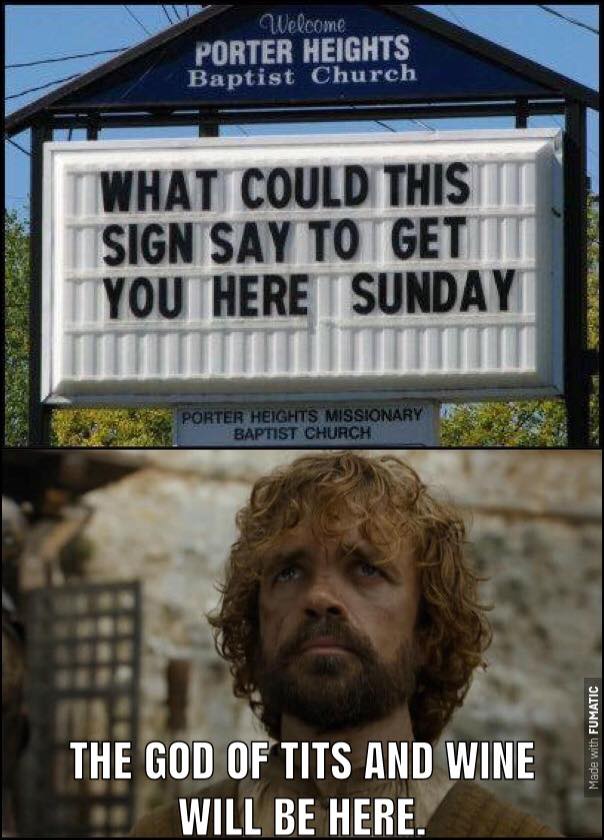 Welcome
PORTER HEIGHTS
Baptist Church
WHAT COULD THIS
SIGN SAY TO GET
YOU HERE SUNDAY
PORTER HEIGHTS MISSIONARY
BAPTIST CHURCH
THE GOD OF TITS AND WINE
WILL BE HERE.
Made with FUMATIC